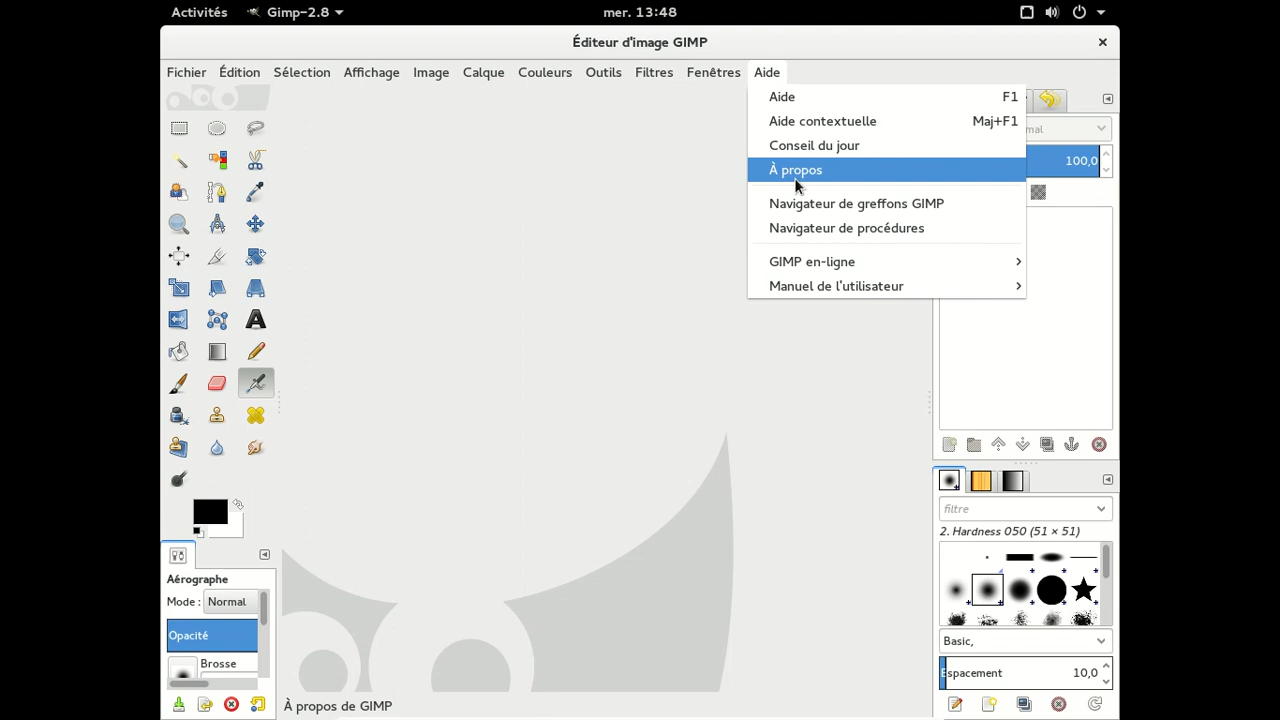 Activités Gimp-2.8 mer. 13:48
Éditeur d'image GIMP
Fichier Édition Sélection Affichage Image Calque Couleurs Outils Filtres Fenêtres Aide
Aide F1
Aide contextuelle Maj+F1
Conseil du jour
À propos
Navigateur de greffons GIMP
Navigateur de procédures
GIMP en-ligne
Manuel de l'utilisateur
100,0
filtre
2. Hardness 050 (51 × 51)
Basic,
Espacement 10,0
Aérographe
Mode : Normal
Opacité
Brosse
À propos de GIMP